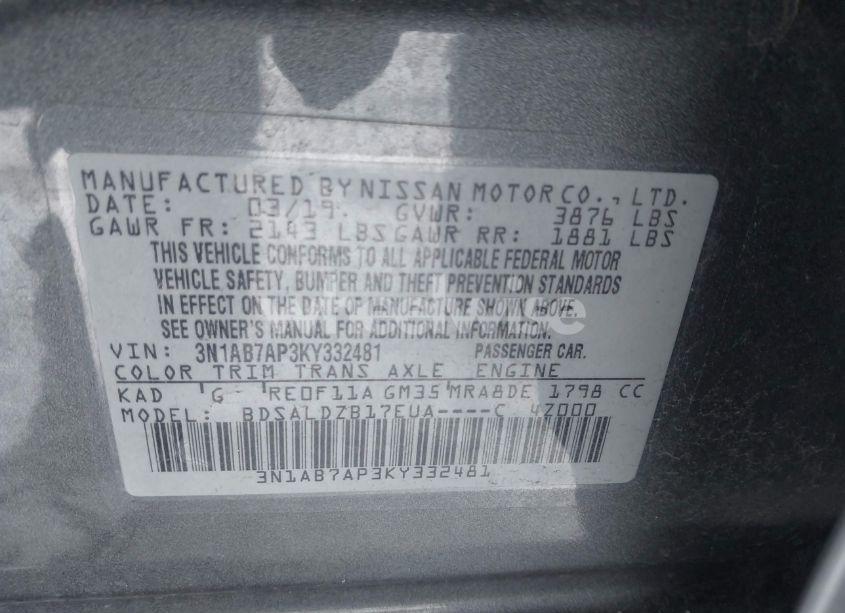 MANUFACTURED BY NISSAN MOTOR CO., LTD.
DATE: 03/19 GVWR: 3876 LBS
GAWR FR: 2143 LBS GAWR RR: 1881 LBS
THIS VEHICLE CONFORMS TO ALL APPLICABLE FEDERAL MOTOR
VEHICLE SAFETY, BUMPER AND THEFT PREVENTION STANDARDS
IN EFFECT ON THE DATE OF MANUFACTURE SHOWN ABOVE.
SEE OWNER'S MANUAL FOR ADDITIONAL INFORMATION.
VIN: 3N1AB7AP3KY332481 PASSENGER CAR.
COLOR TRIM TRANS AXLE ENGINE
KAD G RE0F11A GM35 MRA8DE 1798 CC
MODEL: BDSALDZB17EUA----C 4Z000
3N1AB7AP3KY332481